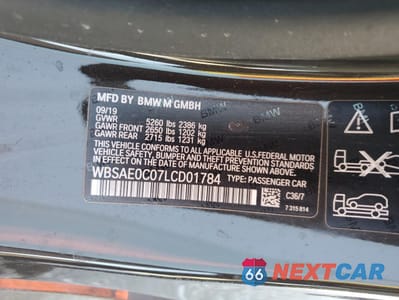 MFD BY BMW M GMBH
09/19
GVWR 5260 lbs 2386 kg
GAWR FRONT 2650 lbs 1202 kg
GAWR REAR 2715 lbs 1231 kg
THIS VEHICLE CONFORMS TO ALL
APPLICABLE U.S. FEDERAL MOTOR
VEHICLE SAFETY, BUMPER, AND
THEFT PREVENTION STANDARDS IN
EFFECT ON THE DATE OF
MANUFACTURE SHOWN ABOVE.
WBSAE0C07LCD01784 TYPE: PASSENGER CAR
C36/7
7 315 814
66 NEXTCAR